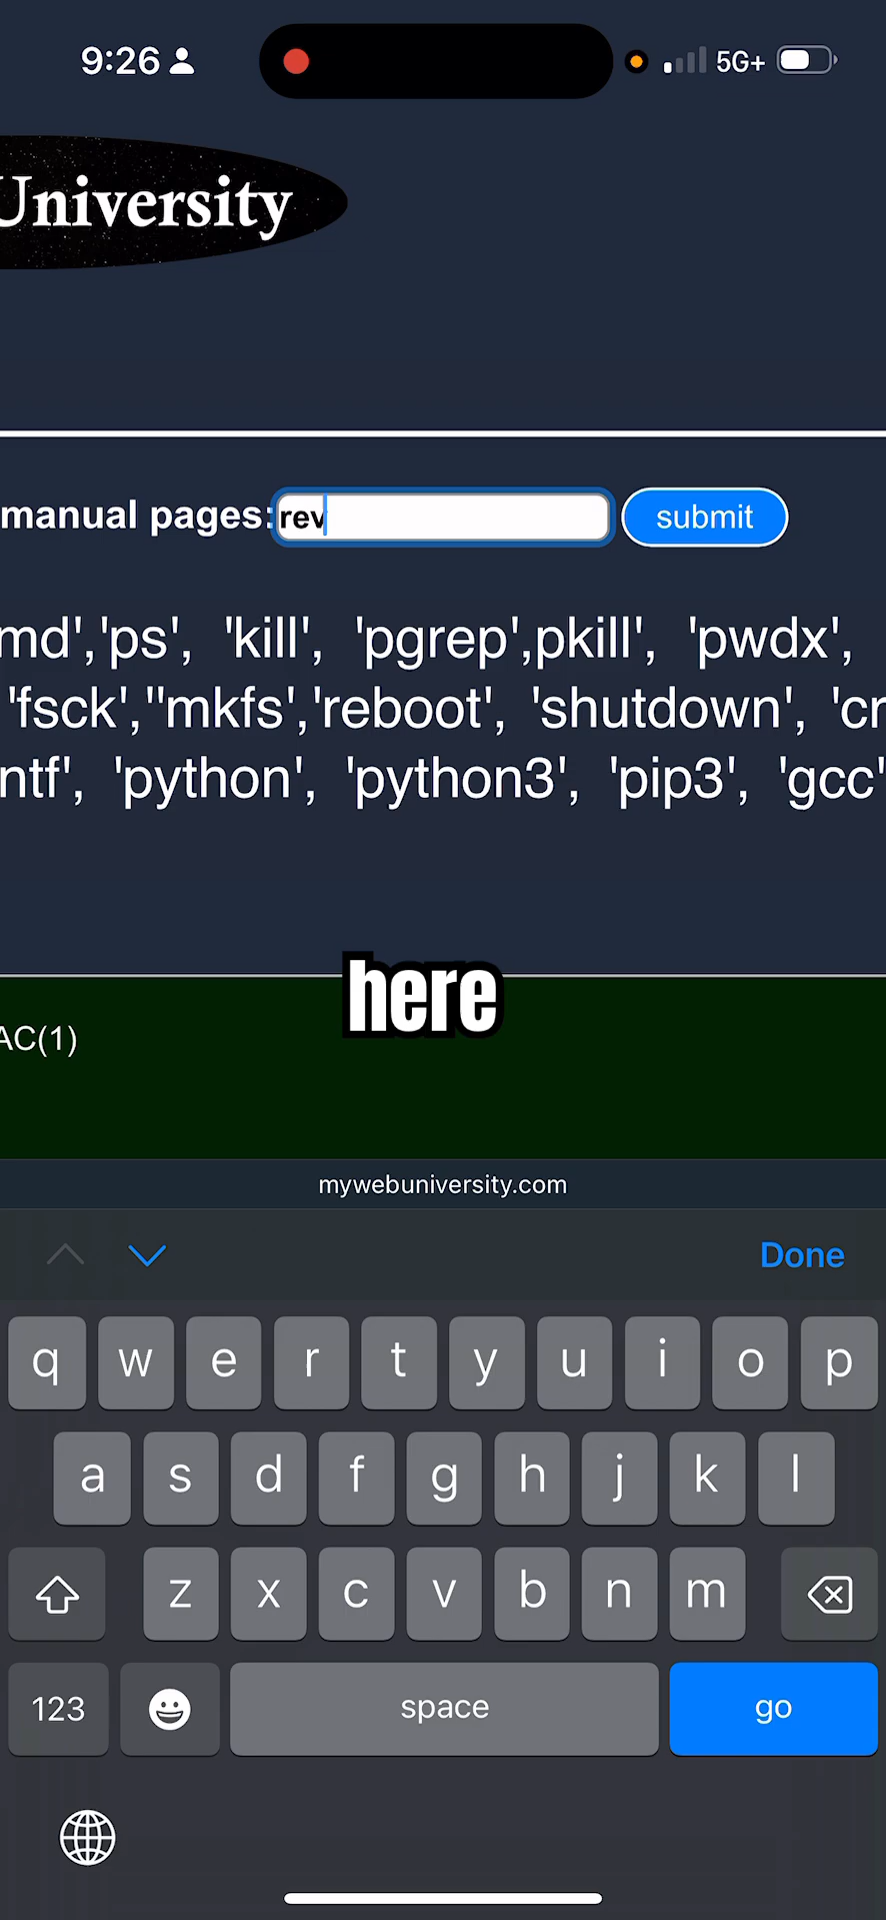 9:26
5G+
University
manual pages:
rev
submit
md','ps', 'kill', 'pgrep',pkill', 'pwdx',
'fsck',''mkfs','reboot', 'shutdown', 'cr
ntf', 'python', 'python3', 'pip3', 'gcc'
here
AC(1)
mywebuniversity.com
Done
q w e r t y u i o p
a s d f g h j k l
z x c v b n m
123
space
go